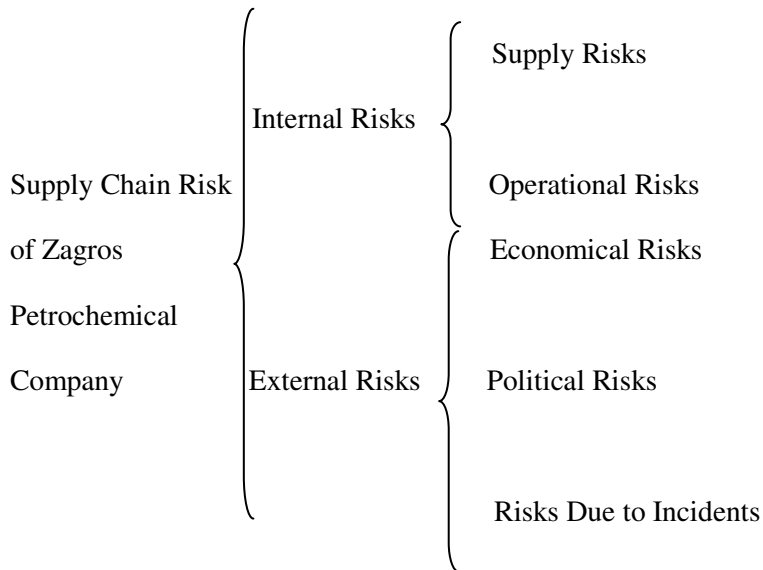 Supply Risks
Internal Risks
Supply Chain Risk
Operational Risks
of Zagros
Economical Risks
Petrochemical
Company
External Risks
Political Risks
Risks Due to Incidents